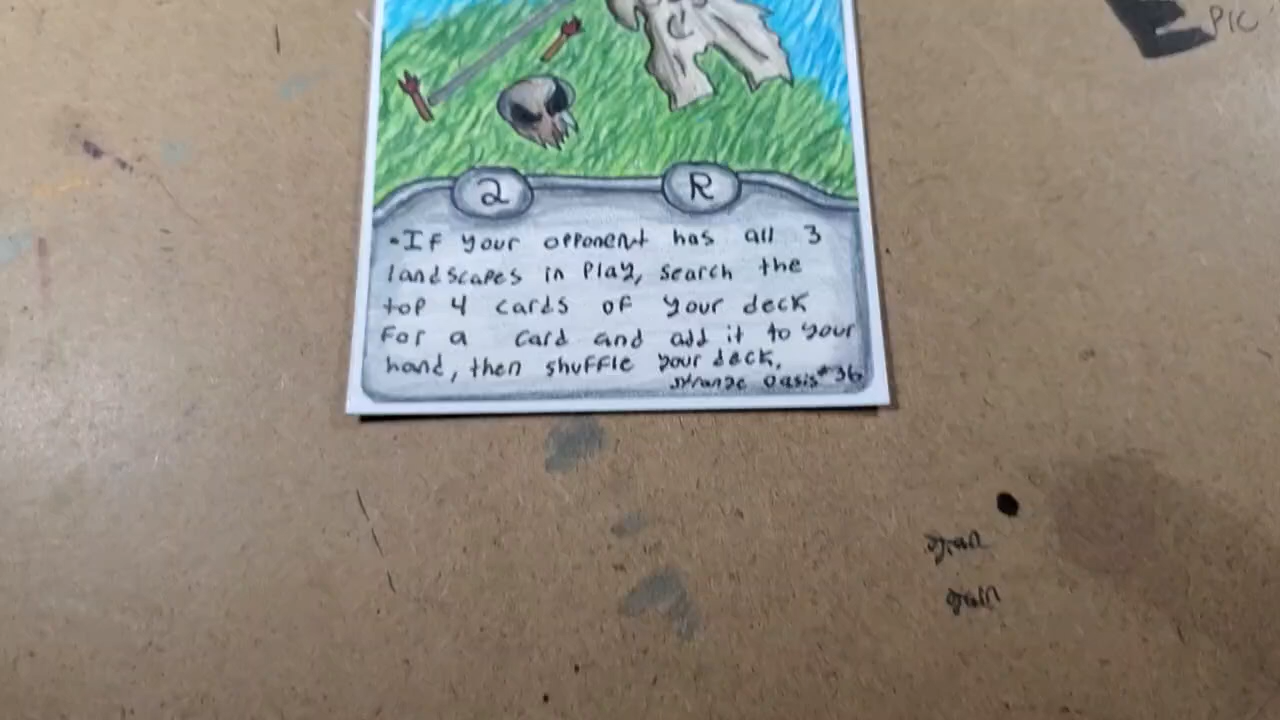 PIC
2
R
-If your opponent has all 3
landscapes in play, search the
top 4 cards of your deck
For a card and add it to your
hand, then shuffle your deck.
strange oasis #36